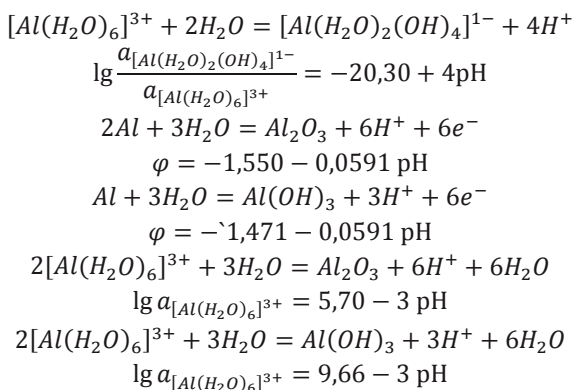 [Al(H₂O)₆]³⁺ + 2H₂O = [Al(H₂O)₂(OH)₄]¹⁻ + 4H⁺
lg a_{[Al(H₂O)₂(OH)₄]¹⁻} / a_{[Al(H₂O)₆]³⁺} = −20,30 + 4pH
2Al + 3H₂O = Al₂O₃ + 6H⁺ + 6e⁻
φ = −1,550 − 0,0591 pH
Al + 3H₂O = Al(OH)₃ + 3H⁺ + 6e⁻
φ = −`1,471 − 0,0591 pH
2[Al(H₂O)₆]³⁺ + 3H₂O = Al₂O₃ + 6H⁺ + 6H₂O
lg a_{[Al(H₂O)₆]³⁺} = 5,70 − 3 pH
2[Al(H₂O)₆]³⁺ + 3H₂O = Al(OH)₃ + 3H⁺ + 6H₂O
lg a_{[Al(H₂O)₆]³⁺} = 9,66 − 3 pH